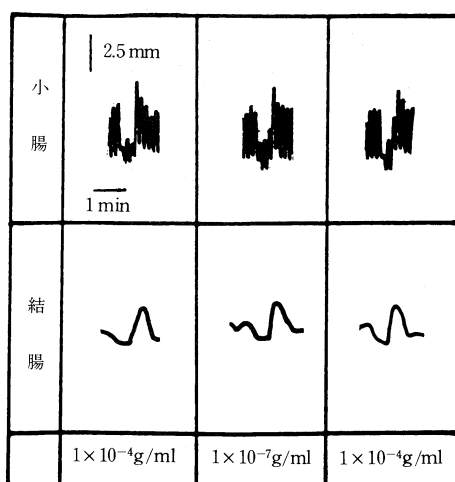 2.5 mm
小
腸
1 min
結
腸
1×10⁻⁴g/ml
1×10⁻⁷g/ml
1×10⁻⁴g/ml